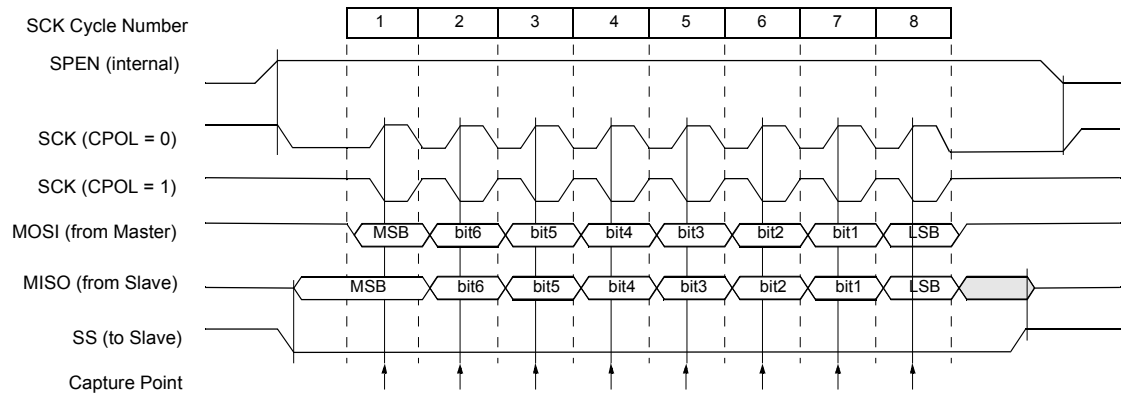 SCK Cycle Number 1 2 3 4 5 6 7 8
SPEN (internal)
SCK (CPOL = 0)
SCK (CPOL = 1)
MOSI (from Master) MSB bit6 bit5 bit4 bit3 bit2 bit1 LSB
MISO (from Slave) MSB bit6 bit5 bit4 bit3 bit2 bit1 LSB
SS (to Slave)
Capture Point